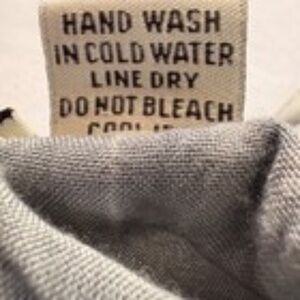 HAND WASH
IN COLD WATER
LINE DRY
DO NOT BLEACH